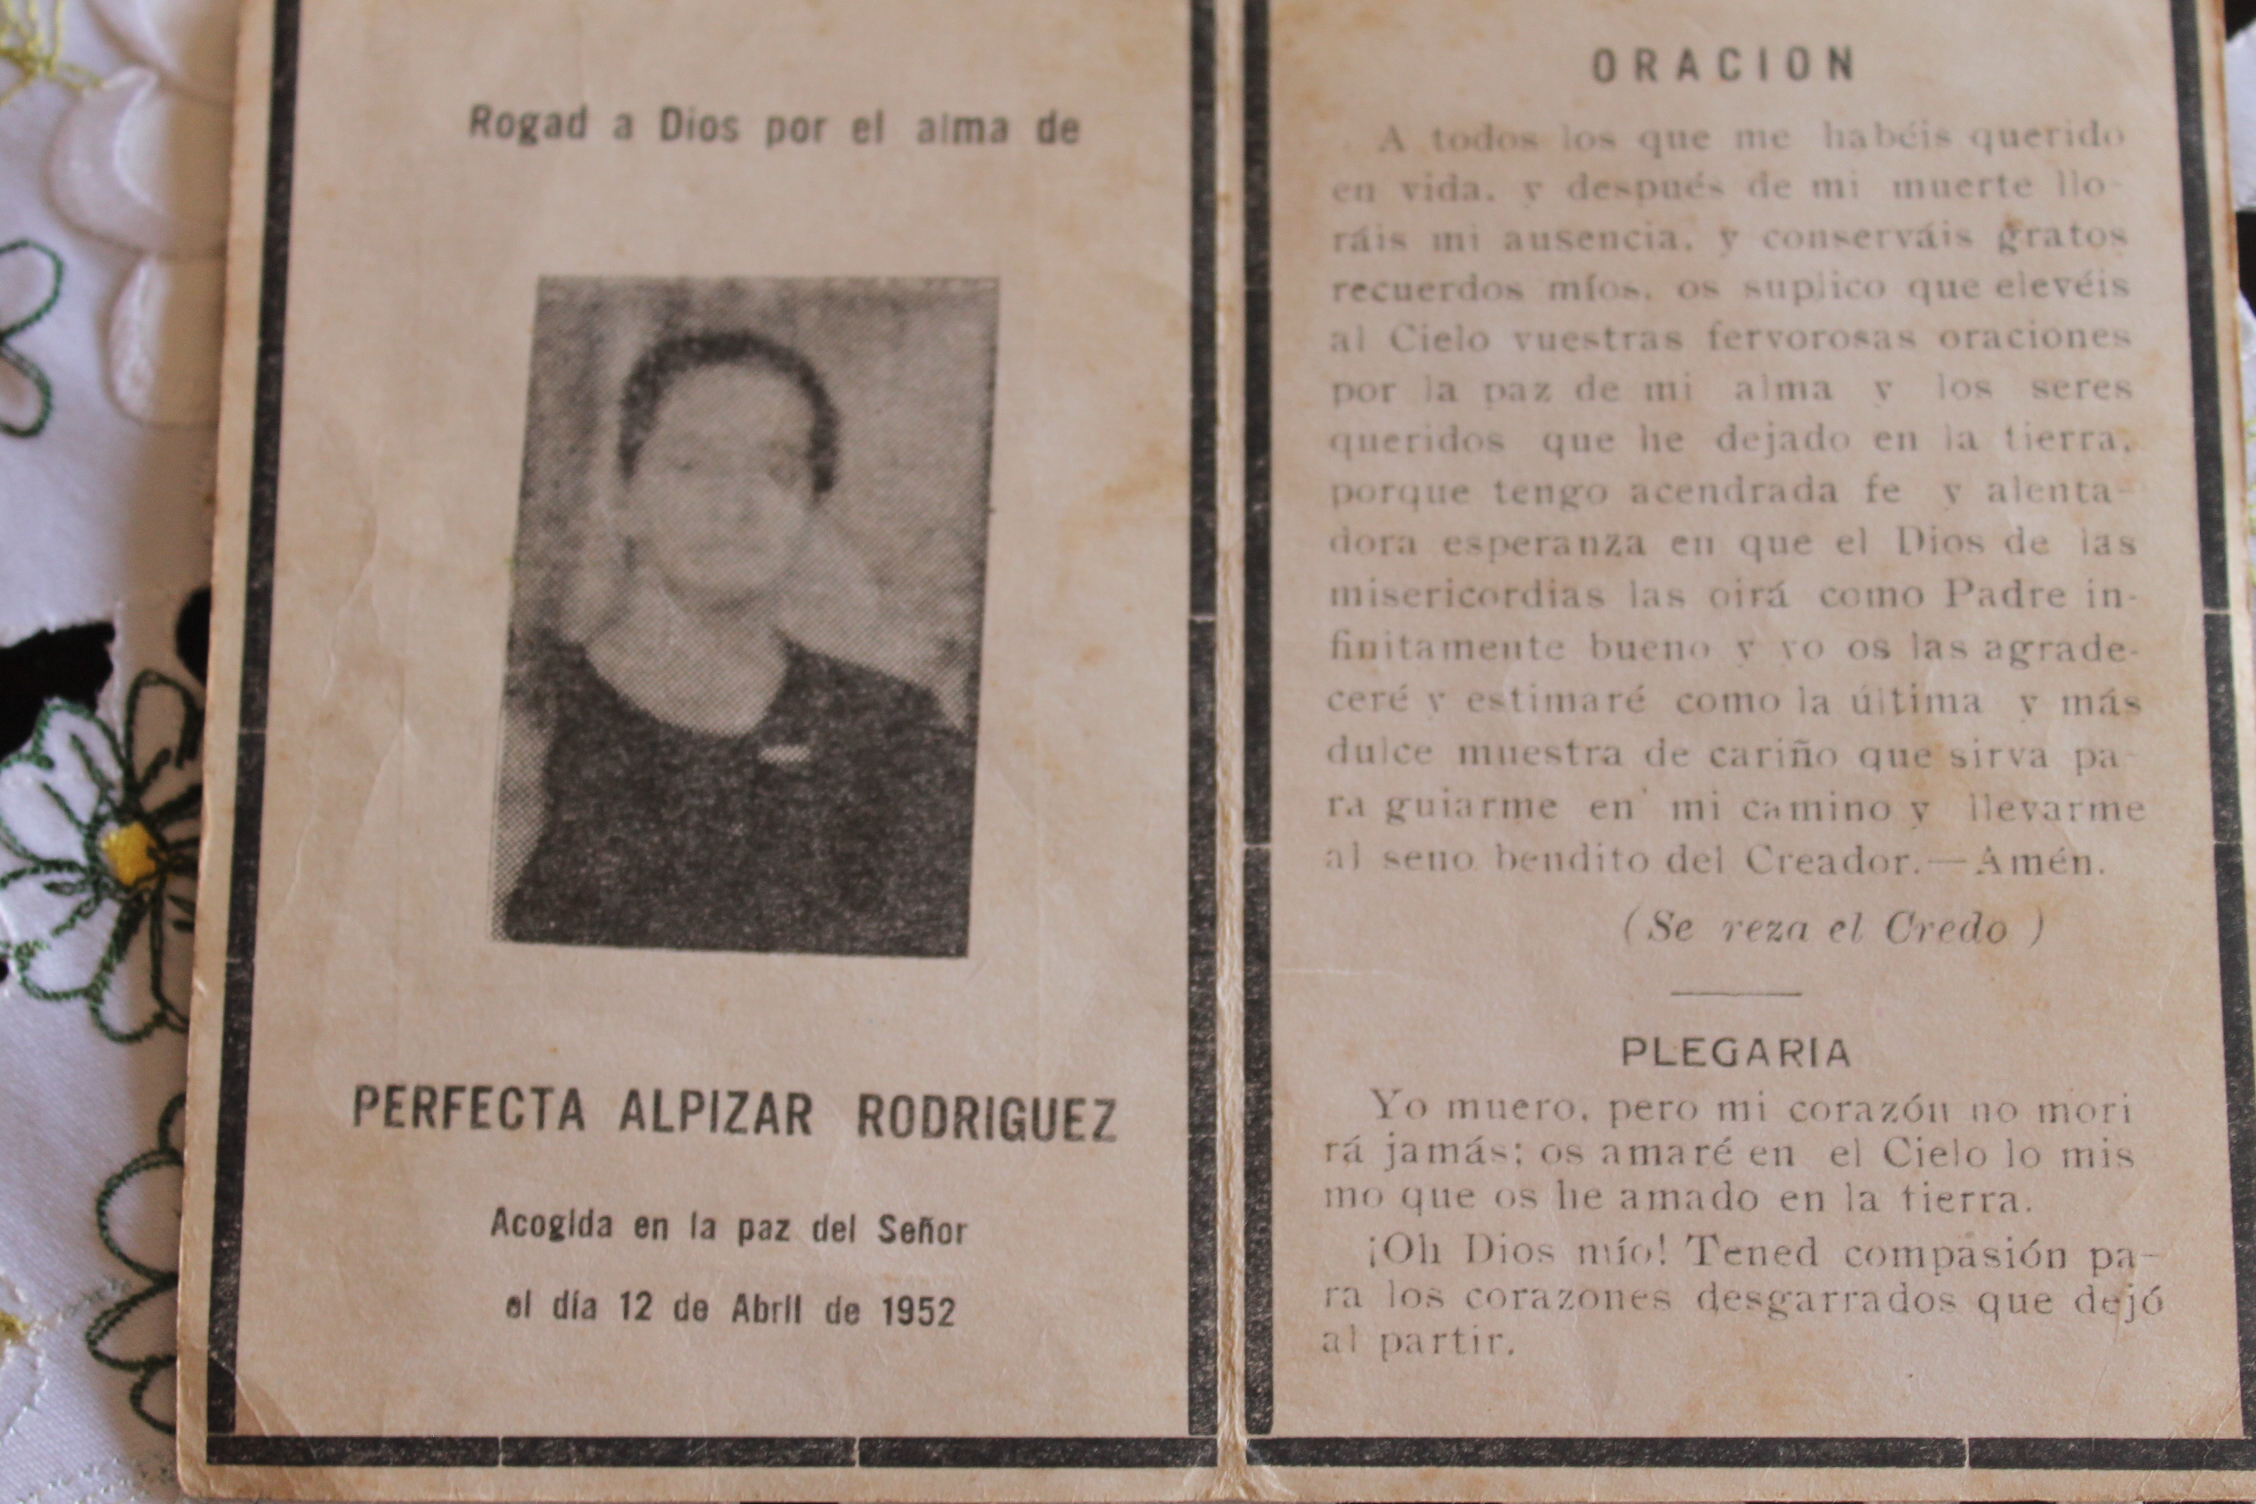 Rogad a Dios por el alma de
PERFECTA ALPIZAR RODRIGUEZ
Acogida en la paz del Señor
el día 12 de Abril de 1952
ORACION
A todos los que me habéis querido
en vida, y después de mi muerte llo-
ráis mi ausencia, y conserváis gratos
recuerdos míos, os suplico que elevéis
al Cielo vuestras fervorosas oraciones
por la paz de mi alma y los seres
queridos que he dejado en la tierra,
porque tengo acendrada fe y alenta-
dora esperanza en que el Dios de las
misericordias las oirá como Padre in-
finitamente bueno y yo os las agrade-
ceré y estimaré como la última y más
dulce muestra de cariño que sirva pa-
ra guiarme en mi camino y llevarme
al seno bendito del Creador.—Amén.
(Se reza el Credo )
PLEGARIA
Yo muero, pero mi corazón no mori
rá jamás; os amaré en el Cielo lo mis
mo que os he amado en la tierra.
¡Oh Dios mío! Tened compasión pa-
ra los corazones desgarrados que dejó
al partir.